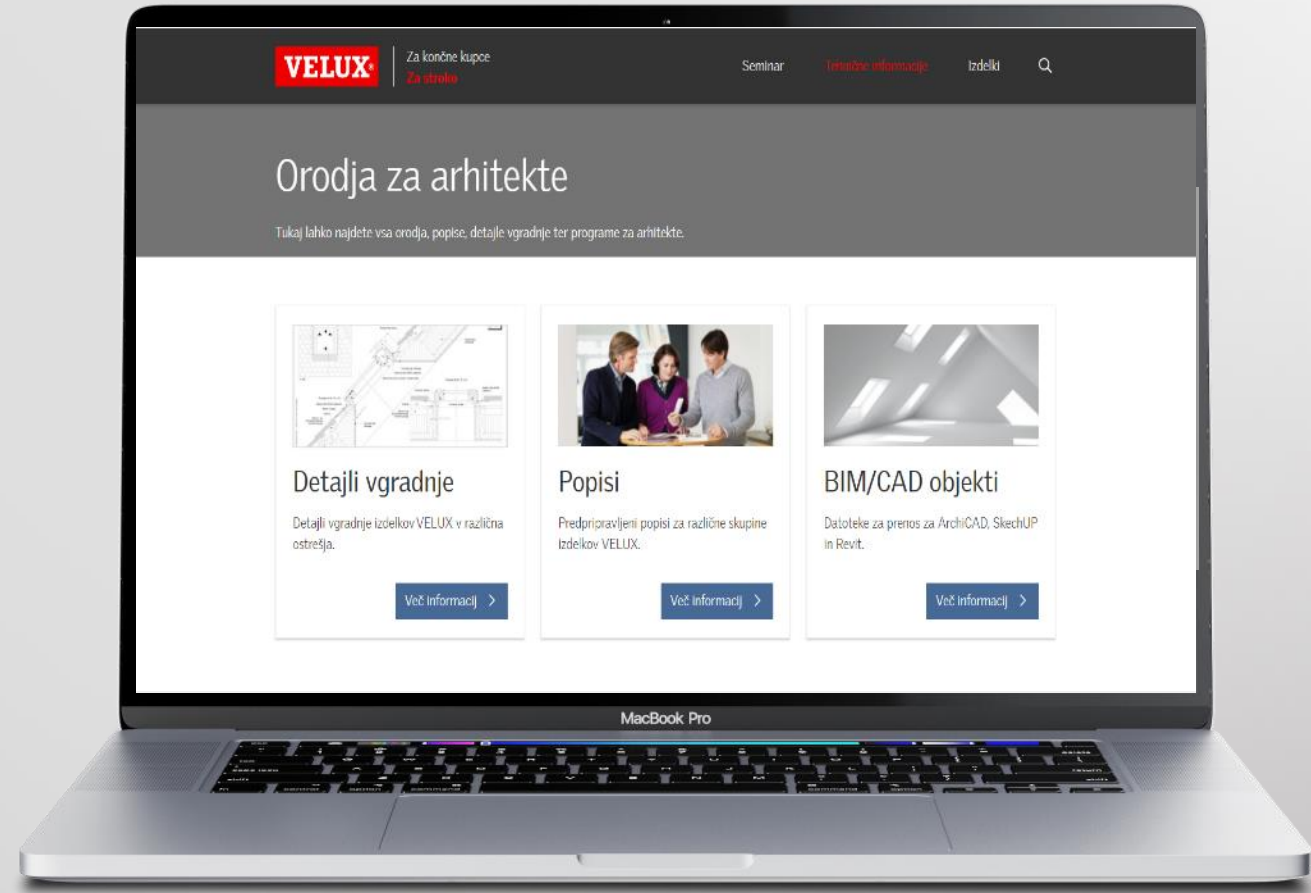 VELUX®
Za končne kupce
Za stroko
Seminar
Tehnične informacije
Izdelki
Orodja za arhitekte
Tukaj lahko najdete vsa orodja, popise, detajle vgradnje ter programe za arhitekte.
Detajli vgradnje
Detajli vgradnje izdelkov VELUX v različna
ostrešja.
Več informacij
Popisi
Predpripravljeni popisi za različne skupine
izdelkov VELUX.
Več informacij
BIM/CAD objekti
Datoteke za prenos za ArchiCAD, SkechUP
in Revit.
Več informacij
MacBook Pro